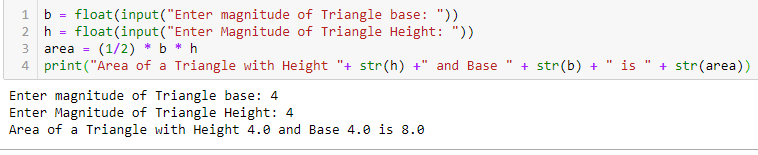 1 b = float(input("Enter magnitude of Triangle base: "))
2 h = float(input("Enter Magnitude of Triangle Height: "))
3 area = (1/2) * b * h
4 print("Area of a Triangle with Height "+ str(h) +" and Base " + str(b) + " is " + str(area))
Enter magnitude of Triangle base: 4
Enter Magnitude of Triangle Height: 4
Area of a Triangle with Height 4.0 and Base 4.0 is 8.0